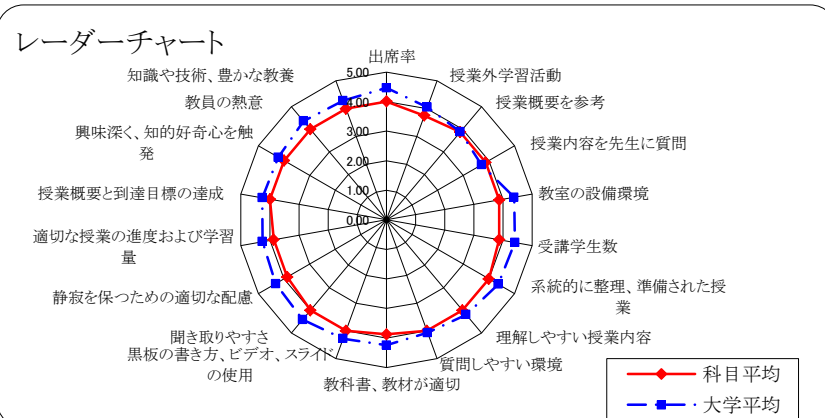 レーダーチャート
出席率
授業外学習活動
授業概要を参考
授業内容を先生に質問
教室の設備環境
受講学生数
系統的に整理、準備された授
業
理解しやすい授業内容
質問しやすい環境
教科書、教材が適切
黒板の書き方、ビデオ、スライド
の使用
聞き取りやすさ
静寂を保つための適切な配慮
適切な授業の進度および学習
量
授業概要と到達目標の達成
興味深く、知的好奇心を触
発
教員の熱意
知識や技術、豊かな教養
5.00
4.00
3.00
2.00
1.00
0.00
科目平均
大学平均